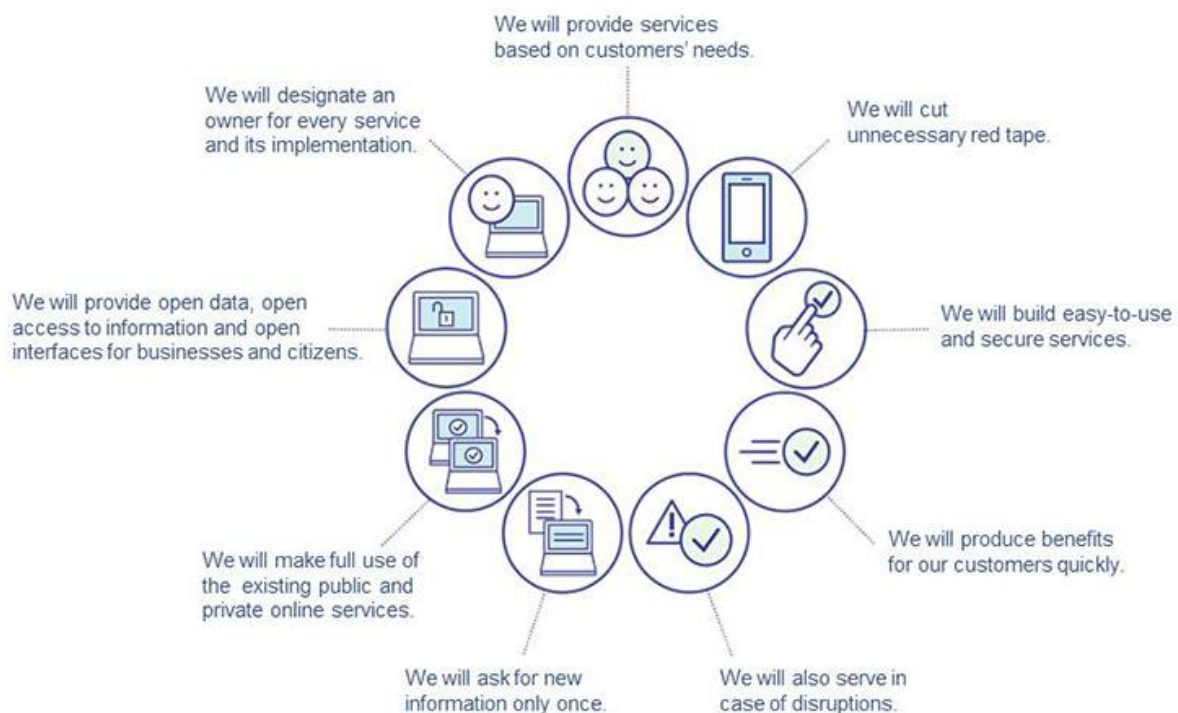 We will provide services
based on customers' needs.
We will cut
unnecessary red tape.
We will build easy-to-use
and secure services.
We will produce benefits
for our customers quickly.
We will also serve in
case of disruptions.
We will ask for new
information only once.
We will make full use of
the existing public and
private online services.
We will provide open data, open
access to information and open
interfaces for businesses and citizens.
We will designate an
owner for every service
and its implementation.